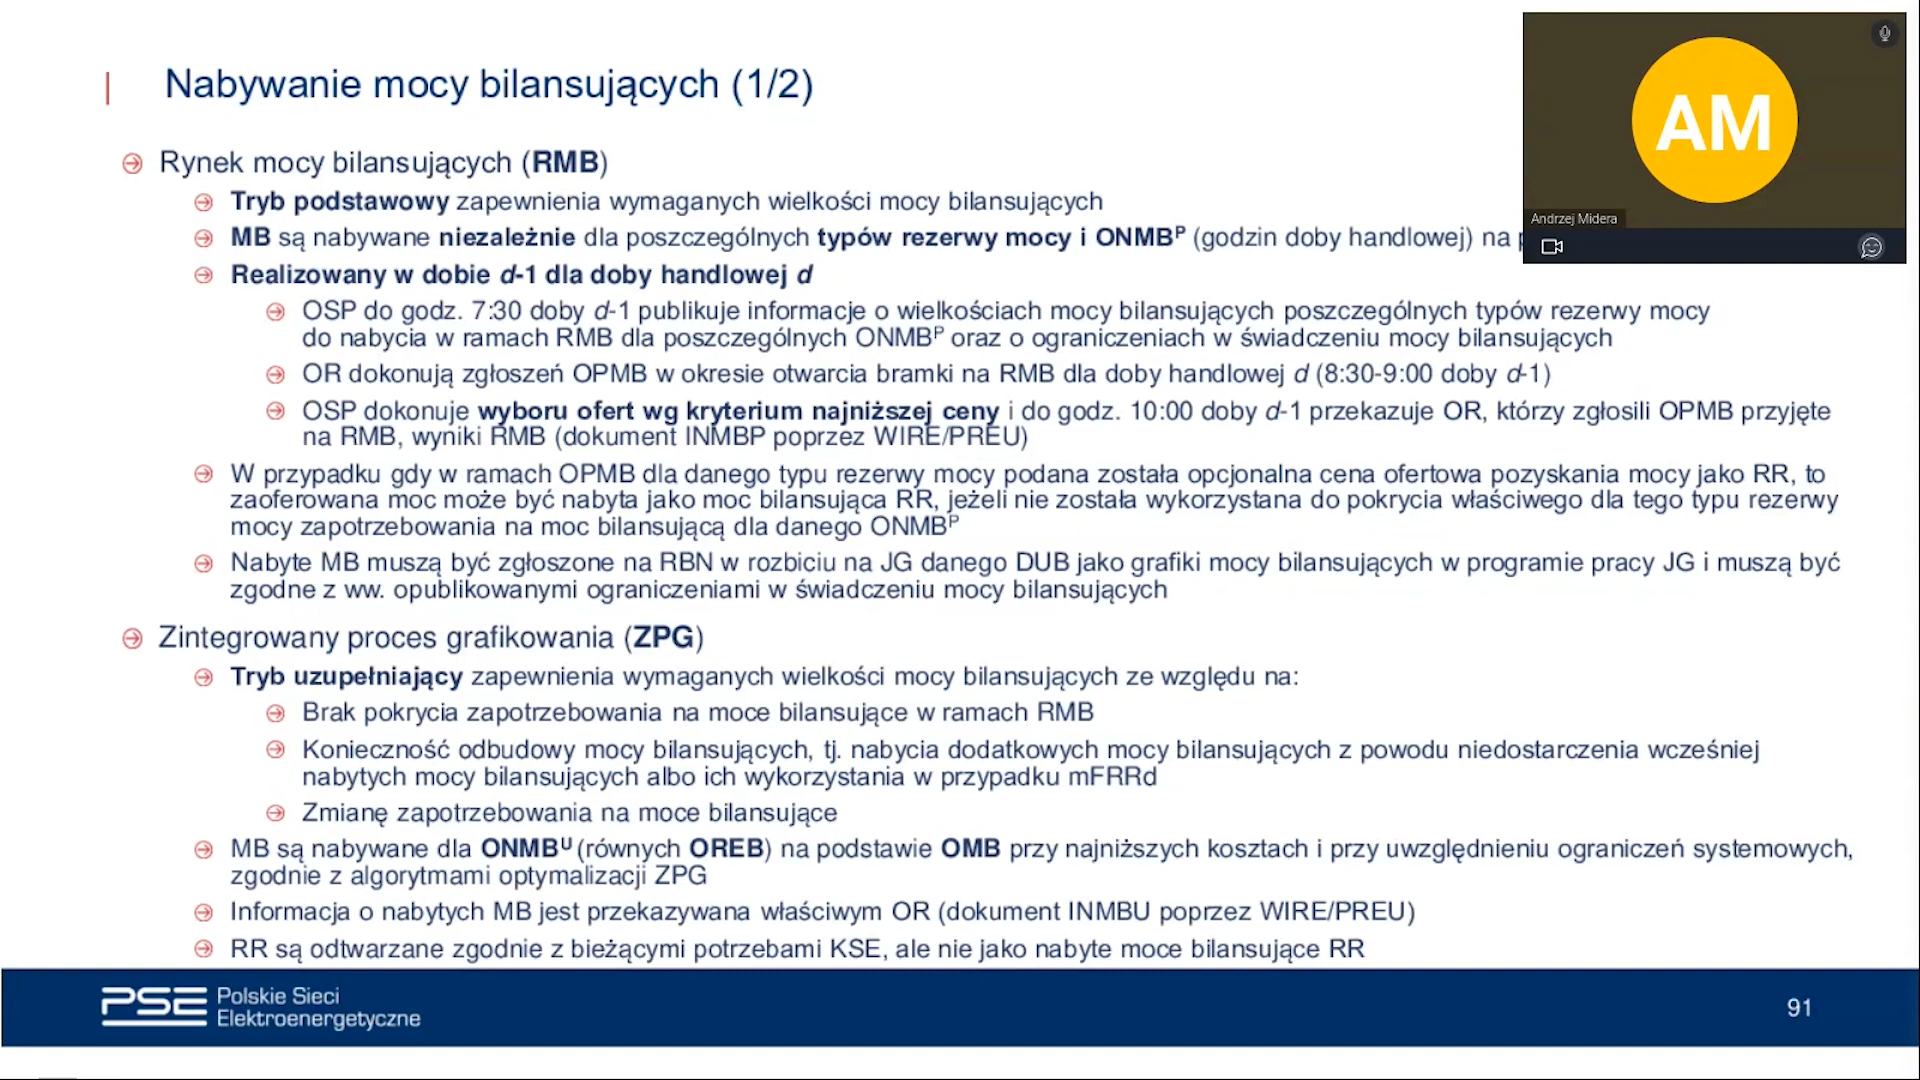 Nabywanie mocy bilansujących (1/2)
AM
Andrzej Midera
Rynek mocy bilansujących (RMB)
Tryb podstawowy zapewnienia wymaganych wielkości mocy bilansujących
MB są nabywane niezależnie dla poszczególnych typów rezerwy mocy i ONMBᴾ (godzin doby handlowej) na
Realizowany w dobie d-1 dla doby handlowej d
OSP do godz. 7:30 doby d-1 publikuje informacje o wielkościach mocy bilansujących poszczególnych typów rezerwy mocy
do nabycia w ramach RMB dla poszczególnych ONMBᴾ oraz o ograniczeniach w świadczeniu mocy bilansujących
OR dokonują zgłoszeń OPMB w okresie otwarcia bramki na RMB dla doby handlowej d (8:30-9:00 doby d-1)
OSP dokonuje wyboru ofert wg kryterium najniższej ceny i do godz. 10:00 doby d-1 przekazuje OR, którzy zgłosili OPMB przyjęte
na RMB, wyniki RMB (dokument INMBP poprzez WIRE/PREU)
W przypadku gdy w ramach OPMB dla danego typu rezerwy mocy podana została opcjonalna cena ofertowa pozyskania mocy jako RR, to
zaoferowana moc może być nabyta jako moc bilansująca RR, jeżeli nie została wykorzystana do pokrycia właściwego dla tego typu rezerwy
mocy zapotrzebowania na moc bilansującą dla danego ONMBᴾ
Nabyte MB muszą być zgłoszone na RBN w rozbiciu na JG danego DUB jako grafiki mocy bilansujących w programie pracy JG i muszą być
zgodne z ww. opublikowanymi ograniczeniami w świadczeniu mocy bilansujących
Zintegrowany proces grafikowania (ZPG)
Tryb uzupełniający zapewnienia wymaganych wielkości mocy bilansujących ze względu na:
Brak pokrycia zapotrzebowania na moce bilansujące w ramach RMB
Konieczność odbudowy mocy bilansujących, tj. nabycia dodatkowych mocy bilansujących z powodu niedostarczenia wcześniej
nabytych mocy bilansujących albo ich wykorzystania w przypadku mFRRd
Zmianę zapotrzebowania na moce bilansujące
MB są nabywane dla ONMBᵁ (równych OREB) na podstawie OMB przy najniższych kosztach i przy uwzględnieniu ograniczeń systemowych,
zgodnie z algorytmami optymalizacji ZPG
Informacja o nabytych MB jest przekazywana właściwym OR (dokument INMBU poprzez WIRE/PREU)
RR są odtwarzane zgodnie z bieżącymi potrzebami KSE, ale nie jako nabyte moce bilansujące RR
PSE
Polskie Sieci
Elektroenergetyczne
91